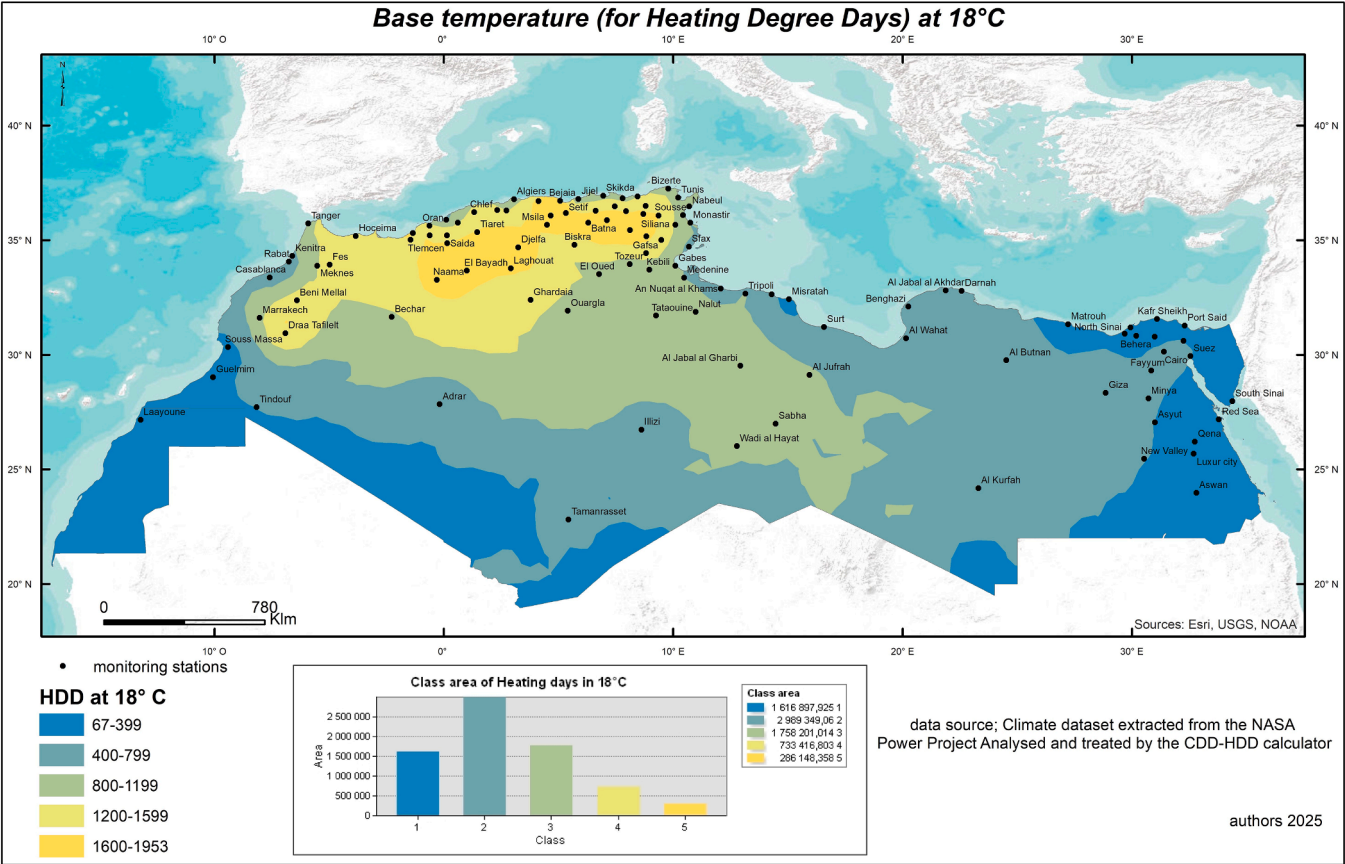 Base temperature (for Heating Degree Days) at 18°C
10° O
0°
10° E
20° E
30° E
N
40° N
40° N
35° N
35° N
30° N
30° N
25° N
25° N
20° N
20° N
Algiers
Bejaia
Jijel
Skikda
Bizerte
Tunis
Nabeul
Chlef
Setif
Sousse
Monastir
Tanger
Oran
Msila
Hoceima
Tiaret
Batna
Siliana
Kenitra
Tlemcen
Saida
Djelfa
Biskra
Gafsa
Sfax
Rabat
Fes
El Bayadh
Laghouat
Tozeur
Kebili
Gabes
Casablanca
Meknes
Naama
El Oued
Medenine
Beni Mellal
Ghardaia
An Nuqat al Khams
Tripoli
Misratah
Al Jabal al Akhdar
Darnah
Marrakech
Bechar
Ouargla
Tataouine
Nalut
Benghazi
Draa Tafilelt
Surt
Matrouh
Kafr Sheikh
Port Said
Souss Massa
Al Wahat
North Sinai
Behera
Suez
Guelmim
Al Jabal al Gharbi
Al Jufrah
Al Butnan
Fayyum
Cairo
Tindouf
Adrar
Giza
Minya
South Sinai
Laayoune
Illizi
Sabha
Asyut
Red Sea
Wadi al Hayat
Qena
New Valley
Luxur city
Al Kurfah
Aswan
Tamanrasset
0
780
Klm
Sources: Esri, USGS, NOAA
10° O
0°
10° E
20° E
30° E
monitoring stations
HDD at 18° C
67-399
400-799
800-1199
1200-1599
1600-1953
Class area of Heating days in 18°C
Area
2 500 000
2 000 000
1 500 000
1 000 000
500 000
0
1 2 3 4 5
Class
Class area
1 616 897,925 1
2 989 349,06 2
1 758 201,014 3
733 416,803 4
286 148,358 5
data source; Climate dataset extracted from the NASA
Power Project Analysed and treated by the CDD-HDD calculator
authors 2025